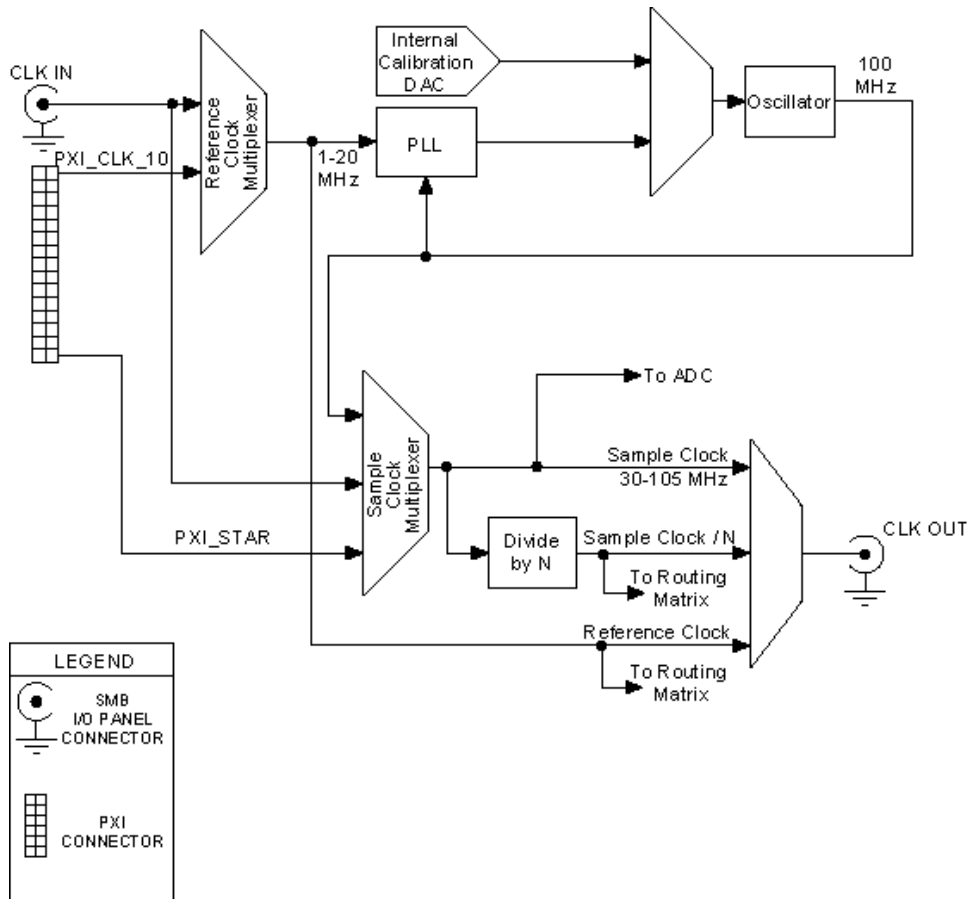 CLK IN
PXI_CLK_10
Reference
Clock
Multiplexer
1-20
MHz
Internal
Calibration
DAC
PLL
Oscillator
100
MHz
To ADC
Sample
Clock
Multiplexer
PXI_STAR
Sample Clock
30-105 MHz
Divide
by N
Sample Clock / N
To Routing
Matrix
Reference Clock
To Routing
Matrix
CLK OUT
LEGEND
SMB
I/O PANEL
CONNECTOR
PXI
CONNECTOR